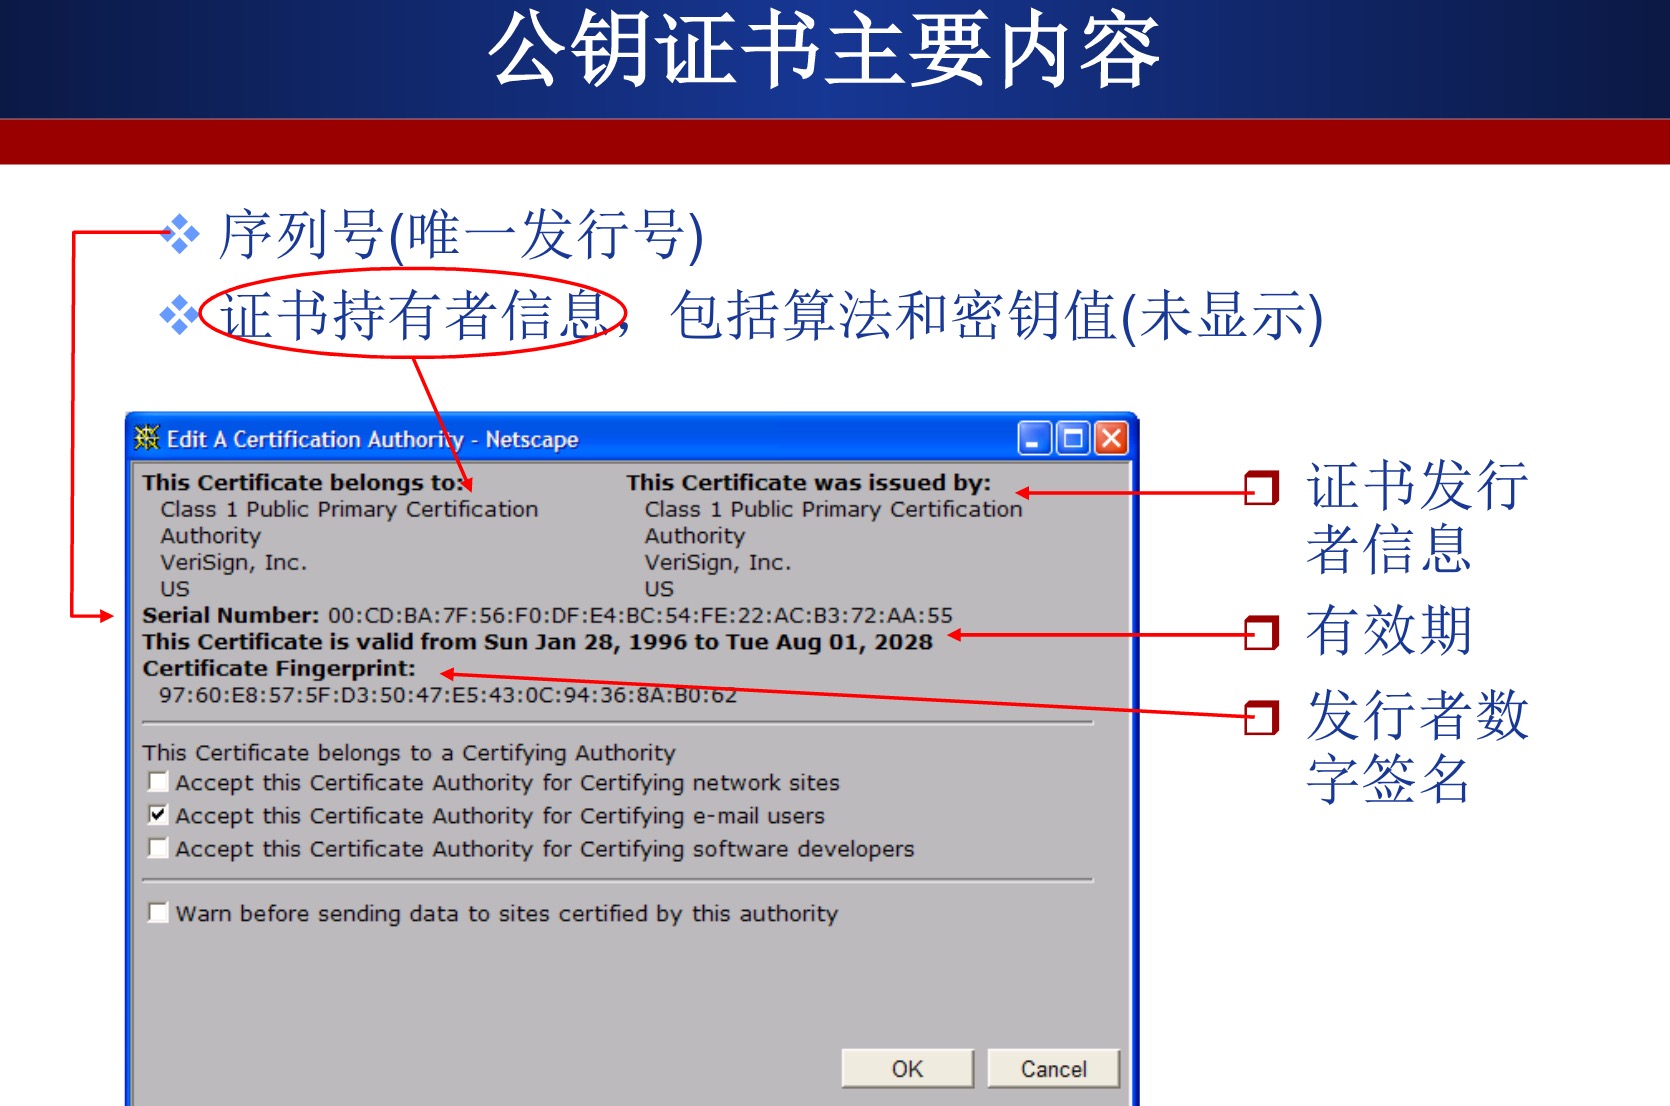 公钥证书主要内容
序列号(唯一发行号)
证书持有者信息，包括算法和密钥值(未显示)
Edit A Certification Authority - Netscape
This Certificate belongs to:
Class 1 Public Primary Certification
Authority
VeriSign, Inc.
US
This Certificate was issued by:
Class 1 Public Primary Certification
Authority
VeriSign, Inc.
US
Serial Number: 00:CD:BA:7F:56:F0:DF:E4:BC:54:FE:22:AC:B3:72:AA:55
This Certificate is valid from Sun Jan 28, 1996 to Tue Aug 01, 2028
Certificate Fingerprint:
97:60:E8:57:5F:D3:50:47:E5:43:0C:94:36:8A:B0:62
This Certificate belongs to a Certifying Authority
Accept this Certificate Authority for Certifying network sites
Accept this Certificate Authority for Certifying e-mail users
Accept this Certificate Authority for Certifying software developers
Warn before sending data to sites certified by this authority
OK
Cancel
证书发行
者信息
有效期
发行者数
字签名